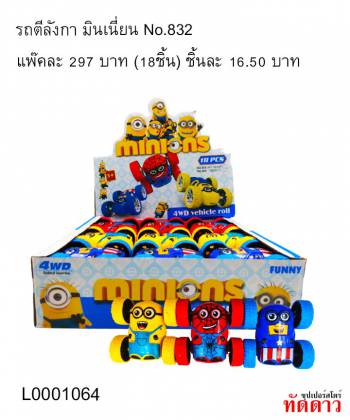 รถตีลังกา มินเนี่ยน No.832
แพ๊คละ 297 บาท (18ชิ้น) ชิ้นละ 16.50 บาท
minions
18 PCS
4WD vehicle roll
4WD
FUNNY
minions
L0001064
ซุปเปอร์สโตร์
ทัดดาว